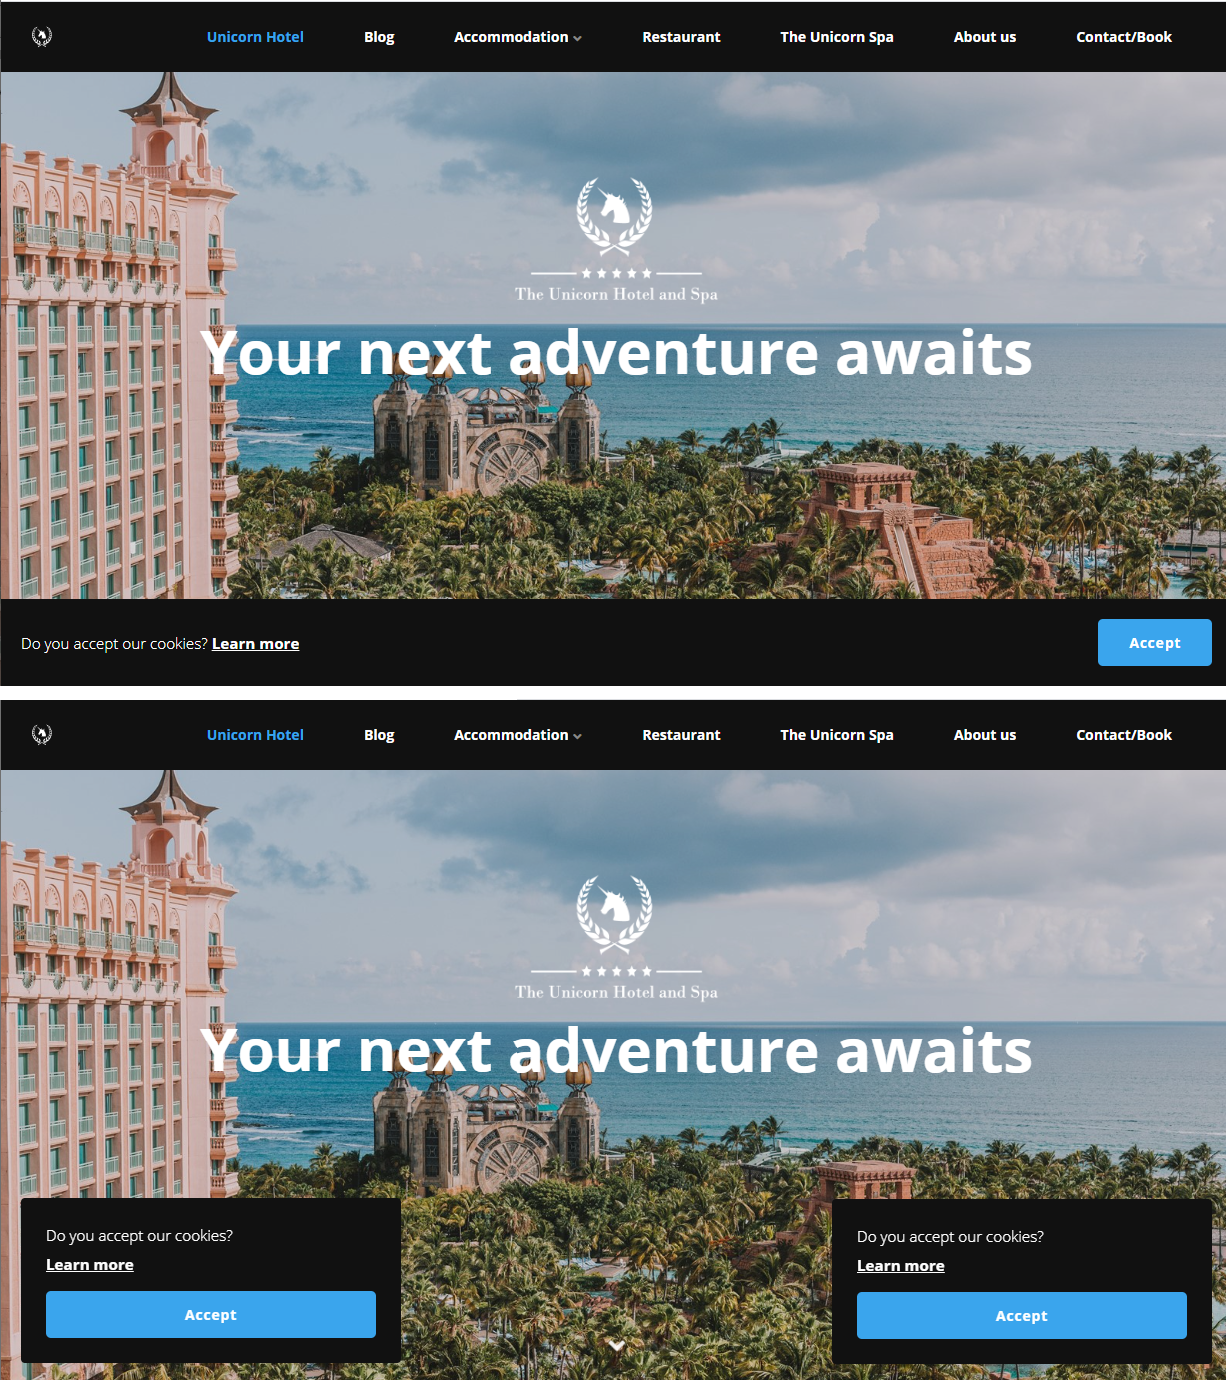 Unicorn Hotel Blog Accommodation Restaurant The Unicorn Spa About us Contact/Book
The Unicorn Hotel and Spa
Your next adventure awaits
Do you accept our cookies? Learn more
Accept
Unicorn Hotel Blog Accommodation Restaurant The Unicorn Spa About us Contact/Book
The Unicorn Hotel and Spa
Your next adventure awaits
Do you accept our cookies?
Learn more
Accept
Do you accept our cookies?
Learn more
Accept